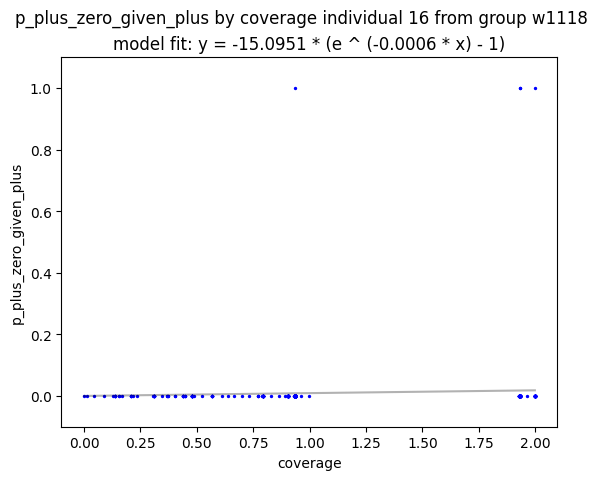 p_plus_zero_given_plus by coverage individual 16 from group w1118
model fit: y = -15.0951 * (e ^ (-0.0006 * x) - 1)
p_plus_zero_given_plus
1.0
0.8
0.6
0.4
0.2
0.0
0.00 0.25 0.50 0.75 1.00 1.25 1.50 1.75 2.00
coverage